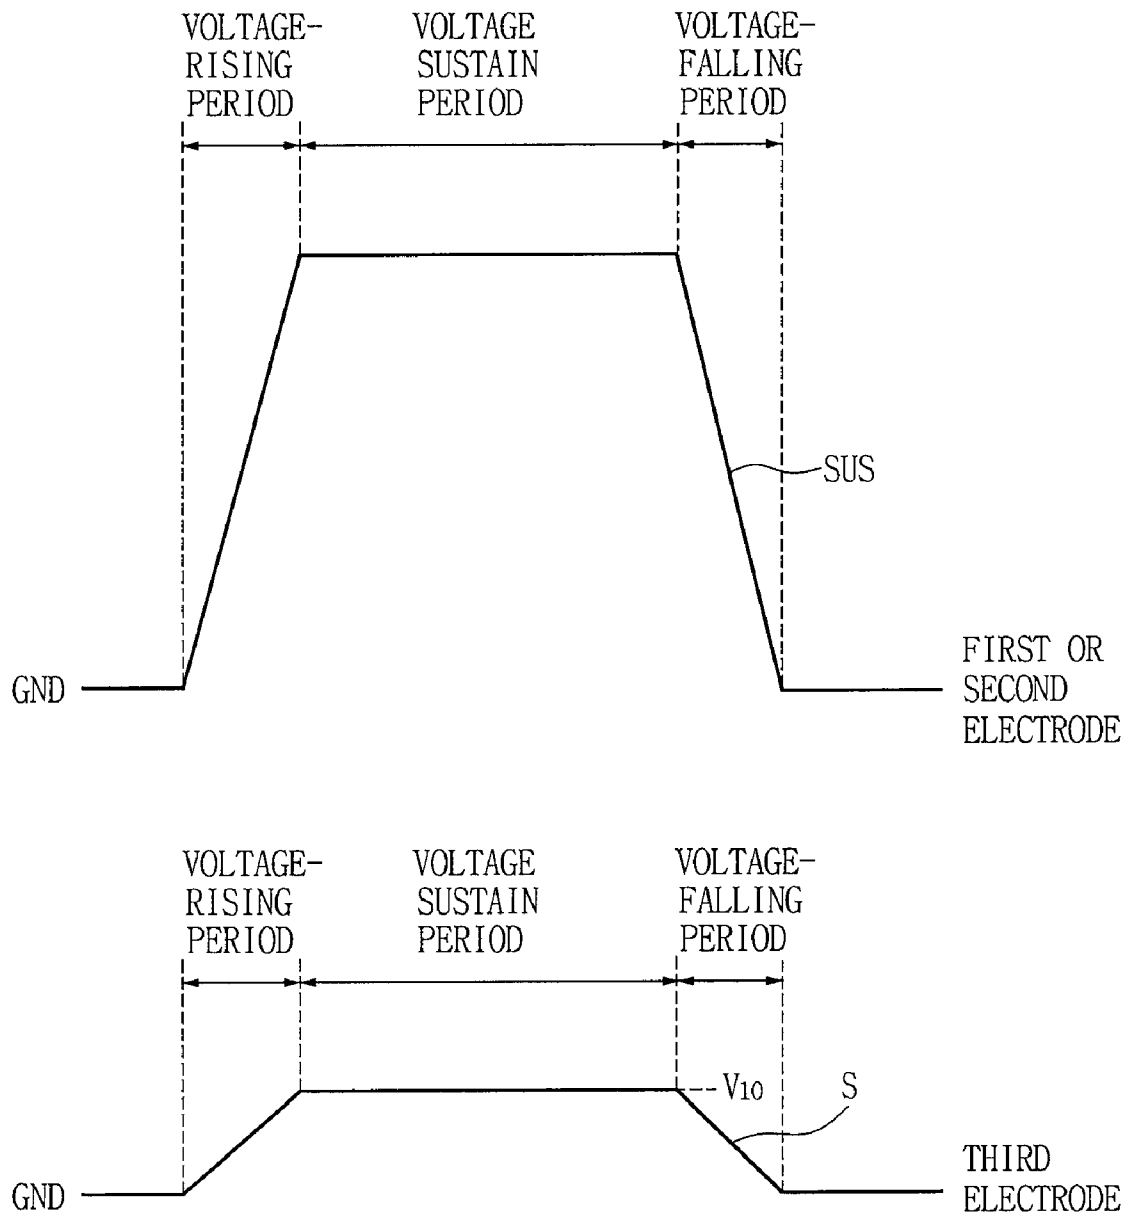 VOLTAGE-
RISING
PERIOD
VOLTAGE
SUSTAIN
PERIOD
VOLTAGE-
FALLING
PERIOD
SUS
GND
FIRST OR
SECOND
ELECTRODE
VOLTAGE-
RISING
PERIOD
VOLTAGE
SUSTAIN
PERIOD
VOLTAGE-
FALLING
PERIOD
V10
S
GND
THIRD
ELECTRODE